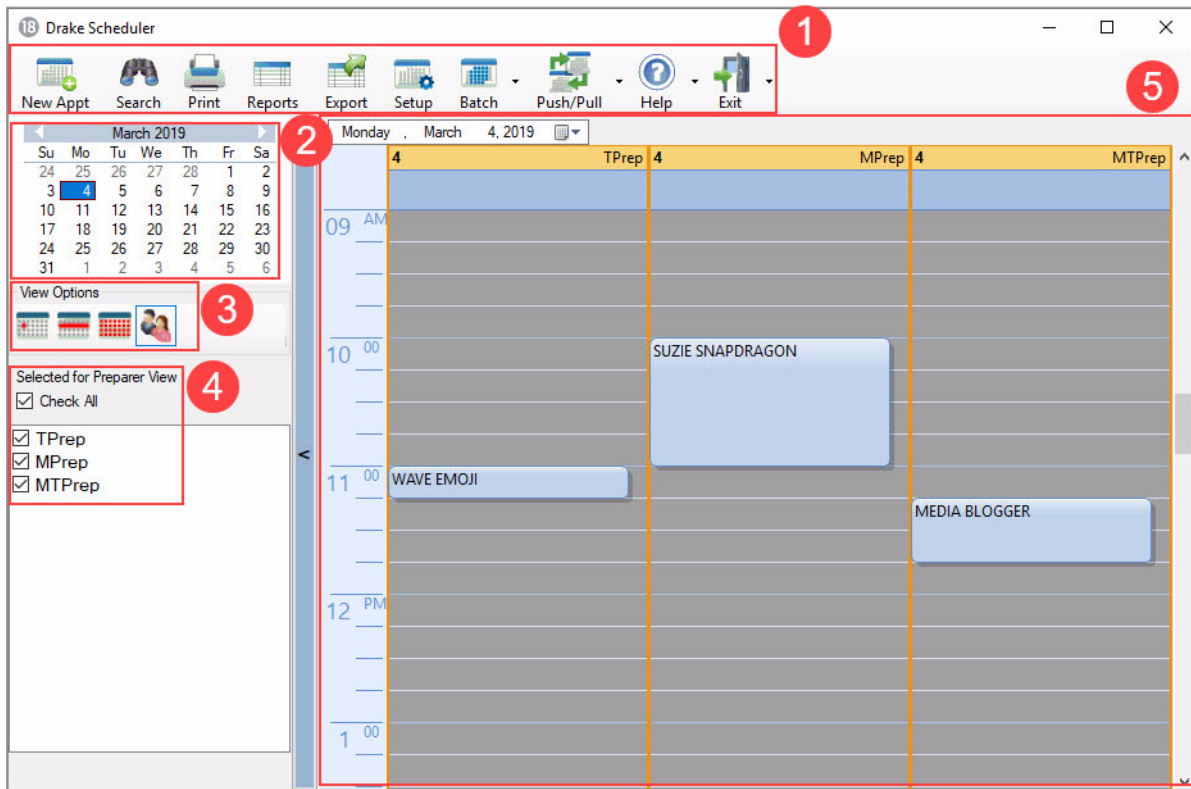 18 Drake Scheduler
1
New Appt Search Print Reports Export Setup Batch Push/Pull Help Exit
5
March 2019
2
Su Mo Tu We Th Fr Sa
24 25 26 27 28 1 2
3 4 5 6 7 8 9
10 11 12 13 14 15 16
17 18 19 20 21 22 23
24 25 26 27 28 29 30
31 1 2 3 4 5 6
View Options
3
Selected for Preparer View
Check All
4
TPrep
MPrep
MTPrep
<
Monday , March 4, 2019
4 TPrep 4 MPrep 4 MTPrep
09 AM
10 00
SUZIE SNAPDRAGON
11 00
WAVE EMOJI
MEDIA BLOGGER
12 PM
1 00